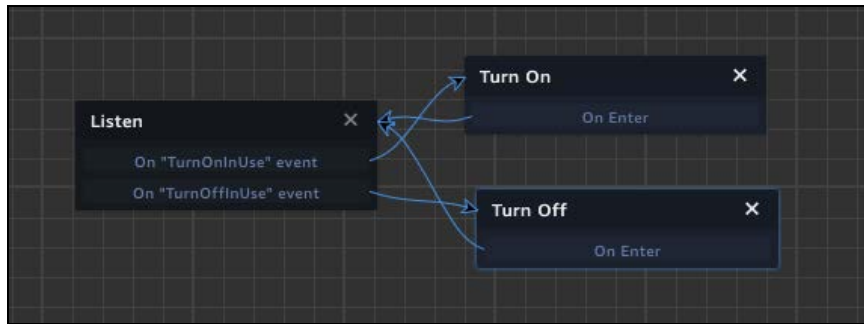 Listen
On "TurnOnInUse" event
On "TurnOffInUse" event
Turn On
On Enter
Turn Off
On Enter